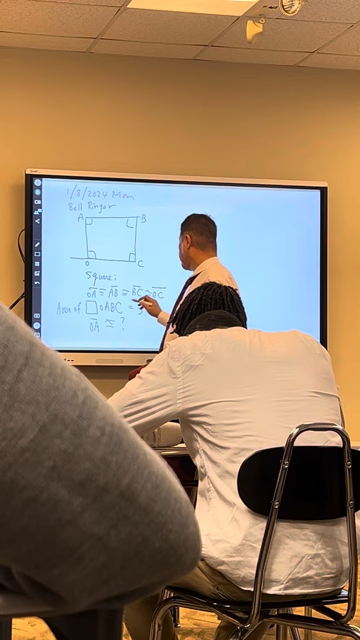 1/8/2024 Mon
Bell Ringer
A B
O C
Square:
OA ≅ AB ≅ BC ≅ OC
Area of □ OABC =
OA ≅ ?